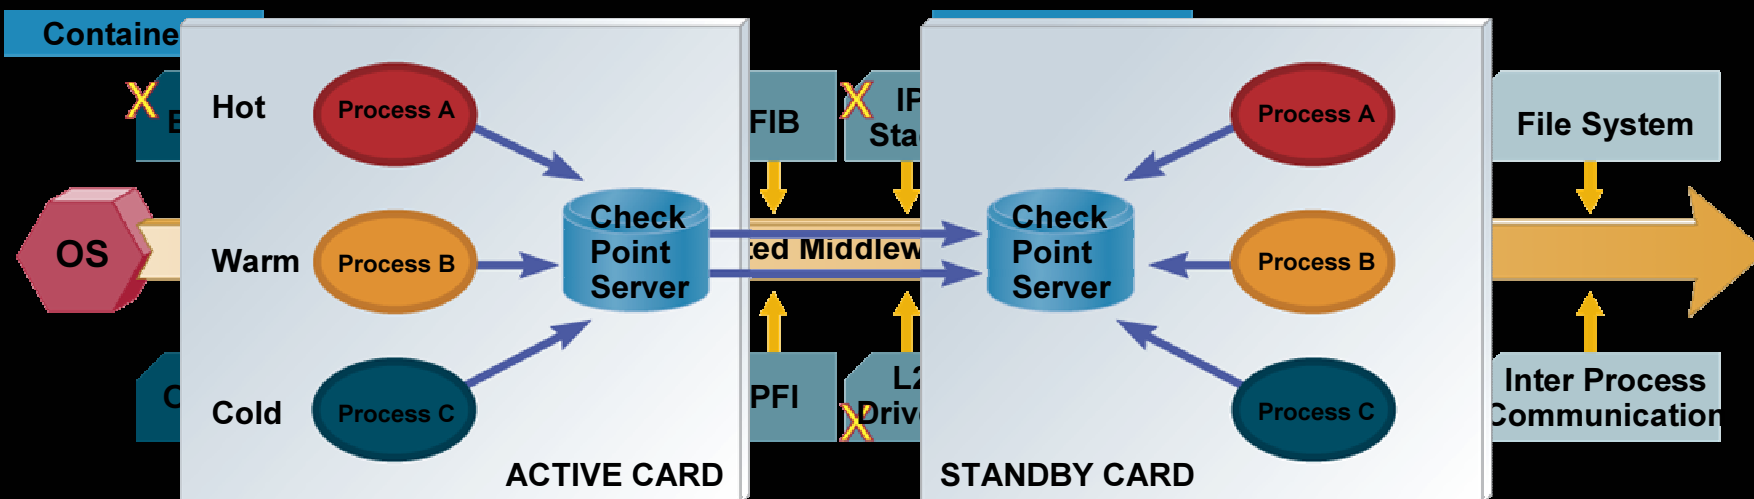 Containe
Hot
Process A
Warm
Process B
Cold
Process C
Check
Point
Server
ACTIVE CARD
OS
FIB
PFI
X
X
X
IP
Sta
ted Middlew
L2
Drive
Check
Point
Server
Process A
Process B
Process C
STANDBY CARD
File System
Inter Process
Communication